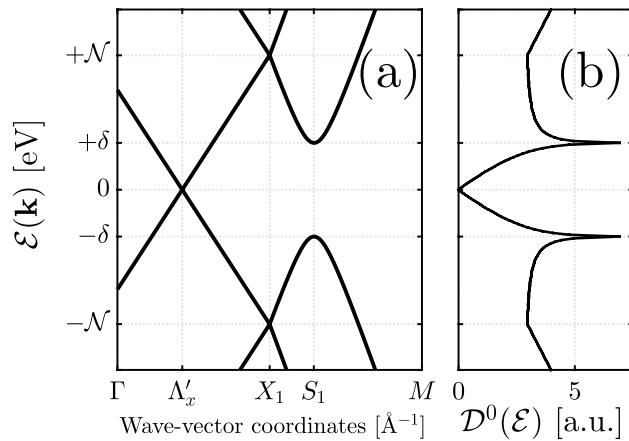 (a)
(b)
+𝒩
+δ
0
−δ
−𝒩
ℰ(k) [eV]
Γ Λ′ₓ X₁ S₁ M
0 5
Wave-vector coordinates [Å⁻¹]
𝒟⁰(ℰ) [a.u.]